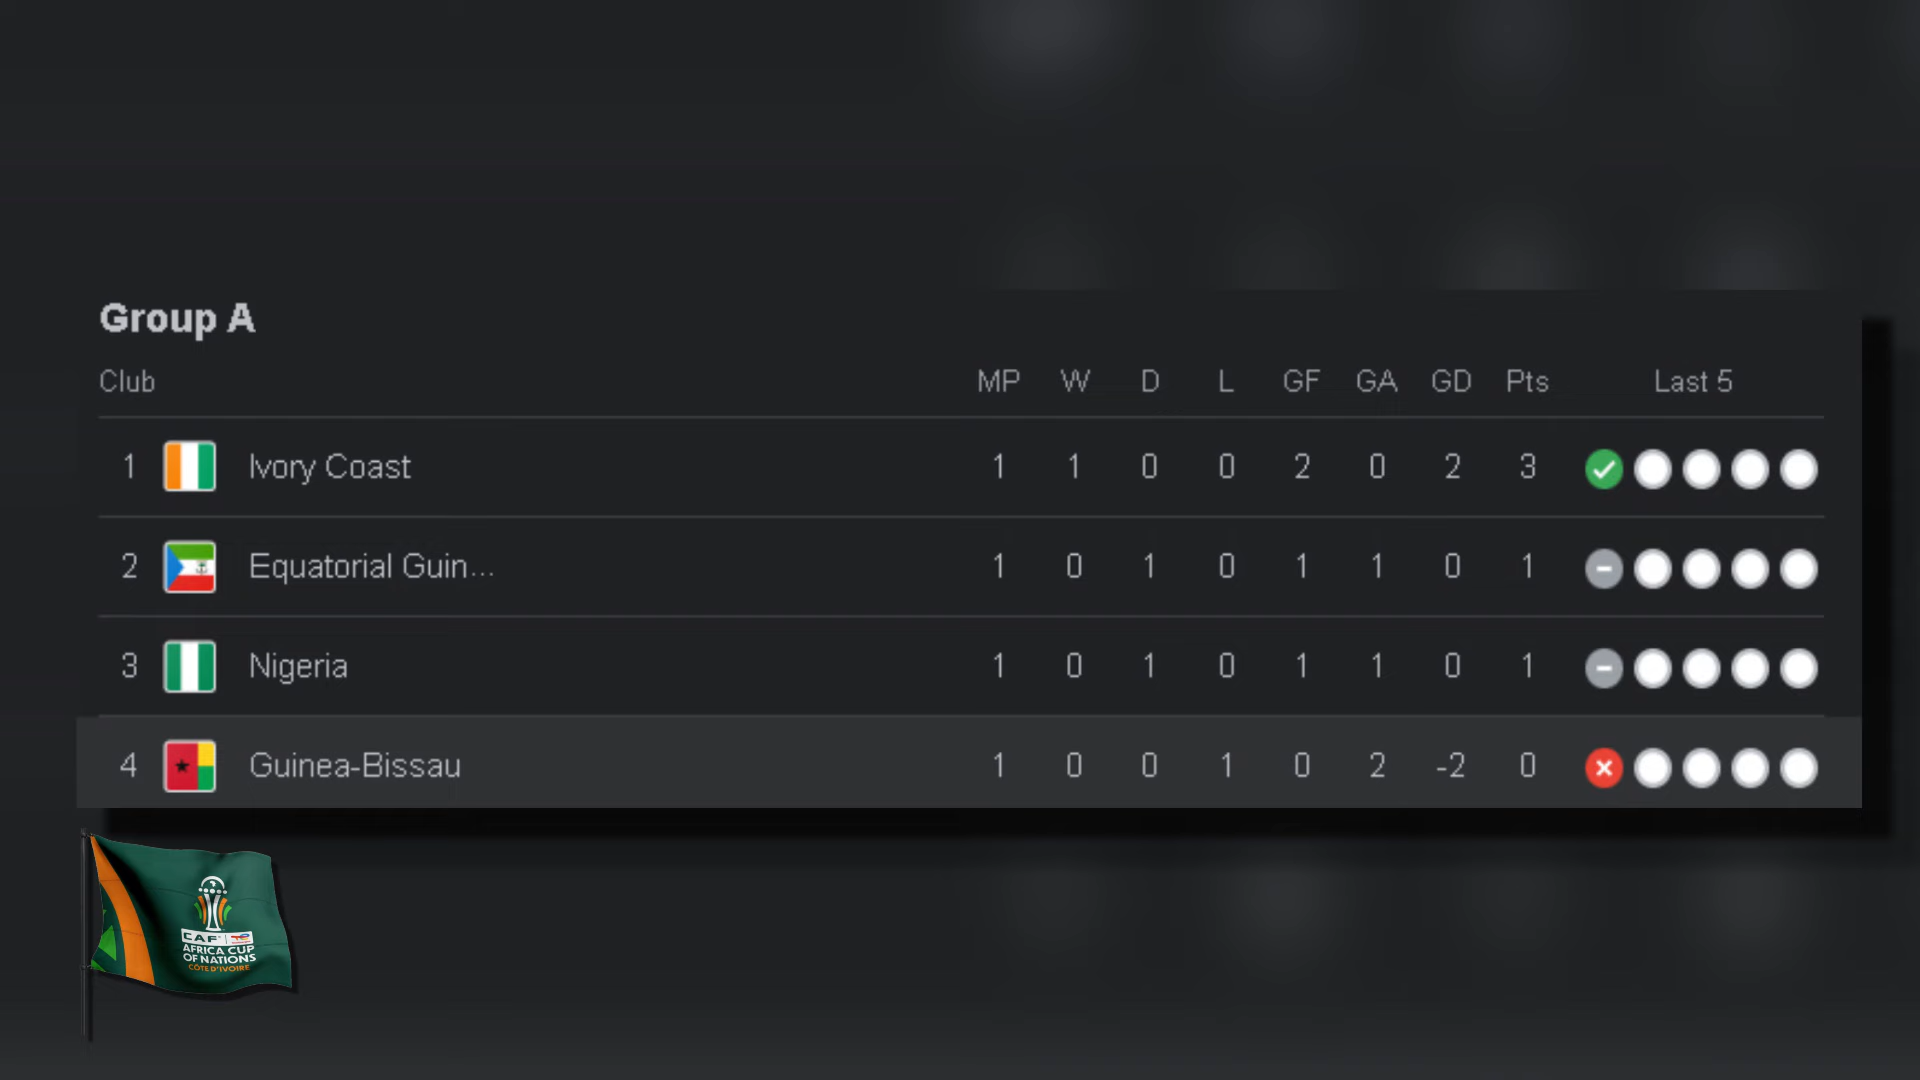 Group A
Club MP W D L GF GA GD Pts Last 5
1 Ivory Coast 1 1 0 0 2 0 2 3
2 Equatorial Guin... 1 0 1 0 1 1 0 1
3 Nigeria 1 0 1 0 1 1 0 1
4 Guinea-Bissau 1 0 0 1 0 2 -2 0
CAF
AFRICA CUP
OF NATIONS
CÔTE D'IVOIRE